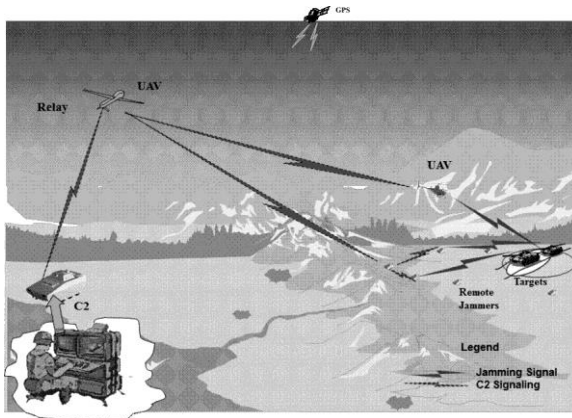 GPS
UAV
Relay
UAV
Targets
Remote
Jammers
C2
Legend
Jamming Signal
C2 Signaling